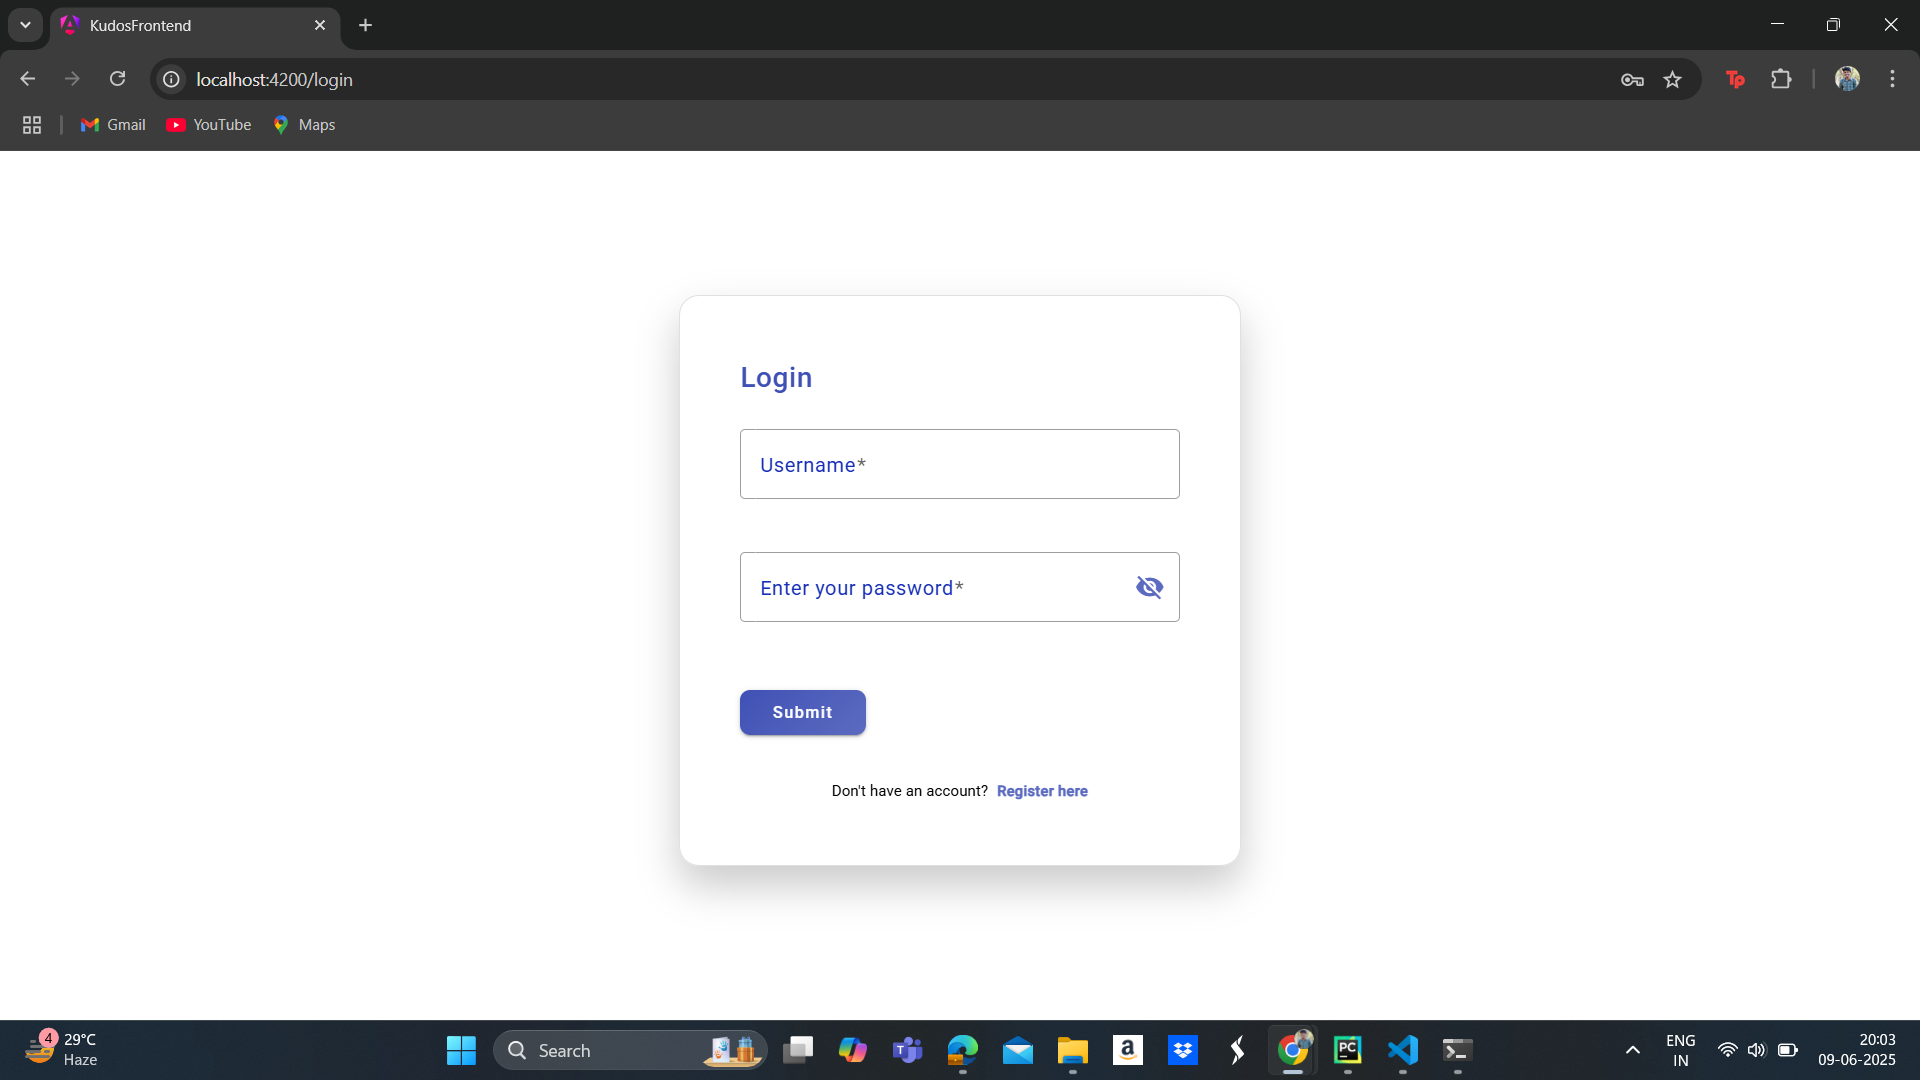 KudosFrontend
localhost:4200/login
Gmail YouTube Maps
Login
Username*
Enter your password*
Submit
Don't have an account? Register here
4 29°C
Haze
Search
ENG
IN
20:03
09-06-2025